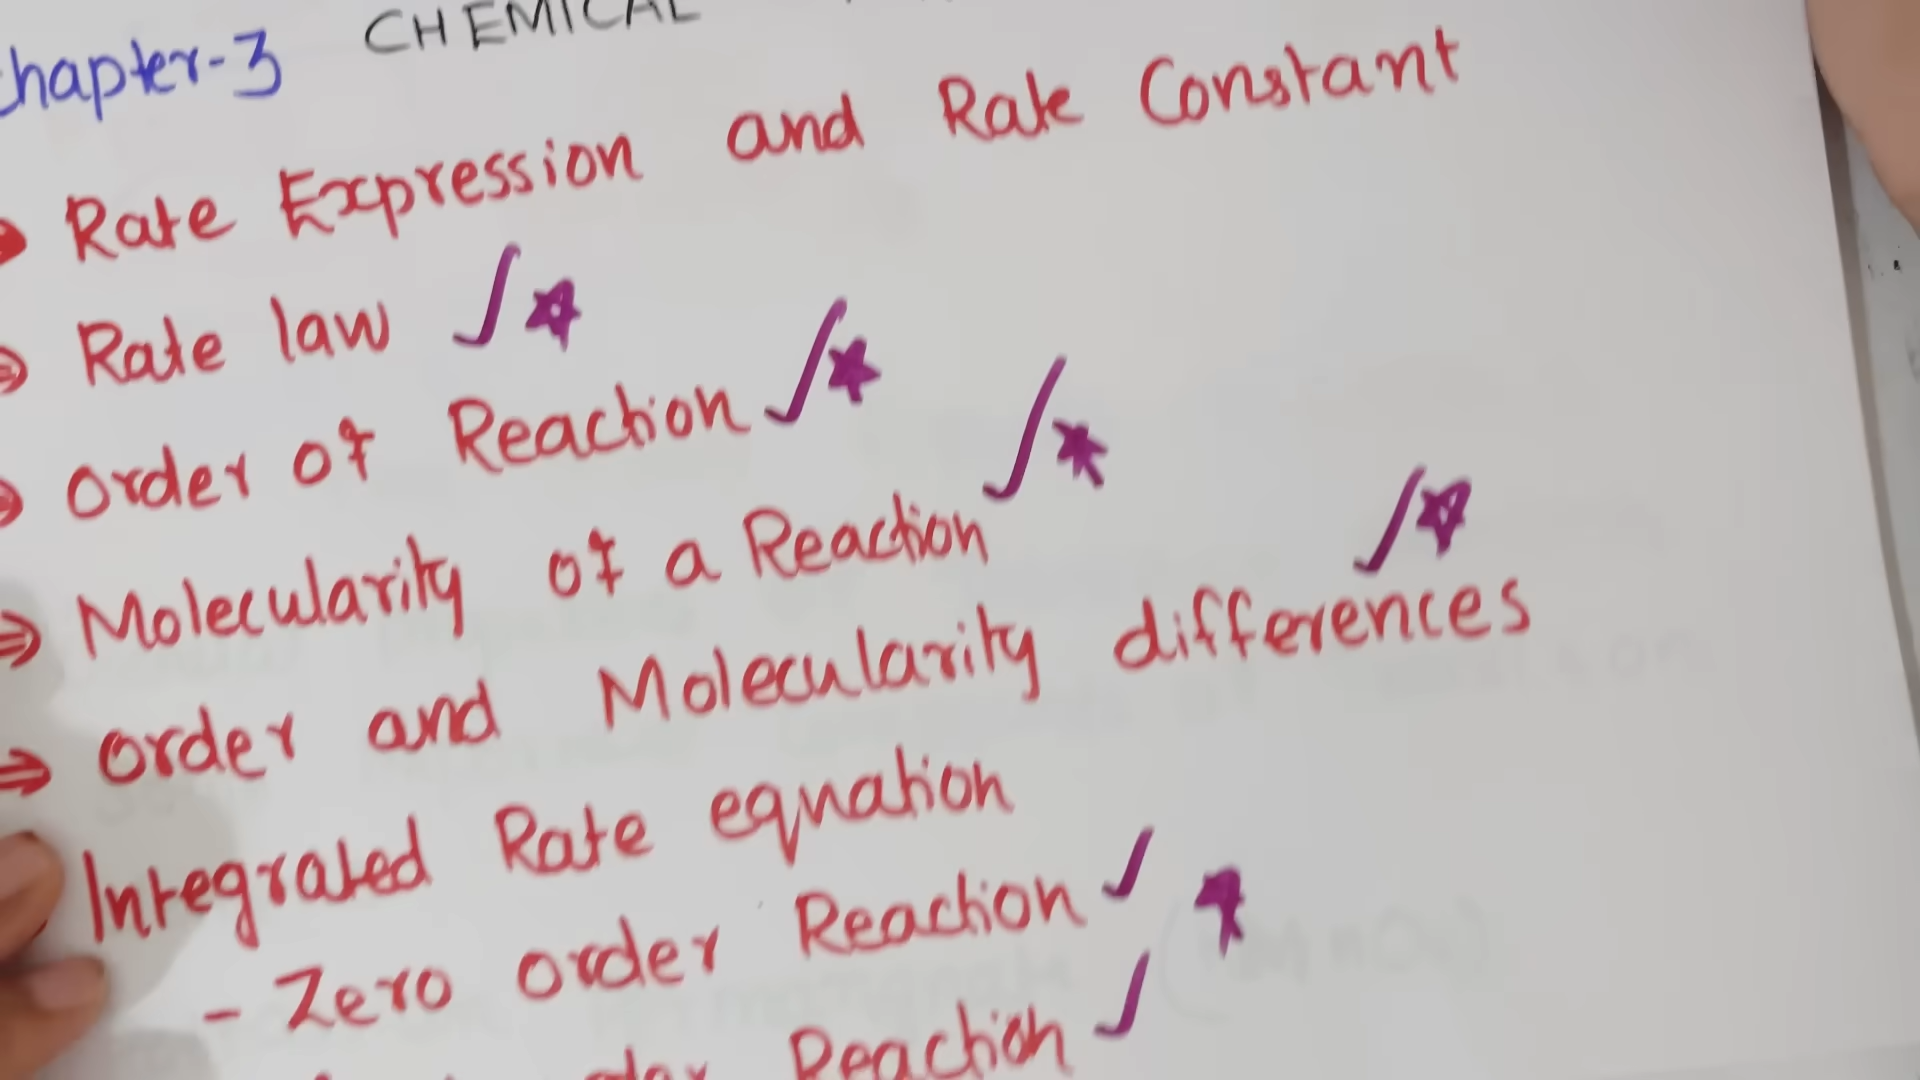 Chapter-3 CHEMICAL
Rate Expression and Rate Constant
⇒ Rate law
⇒ order of Reaction
⇒ Molecularity of a Reaction
⇒ order and Molecularity differences
Integrated Rate equation
- Zero order Reaction
Reaction